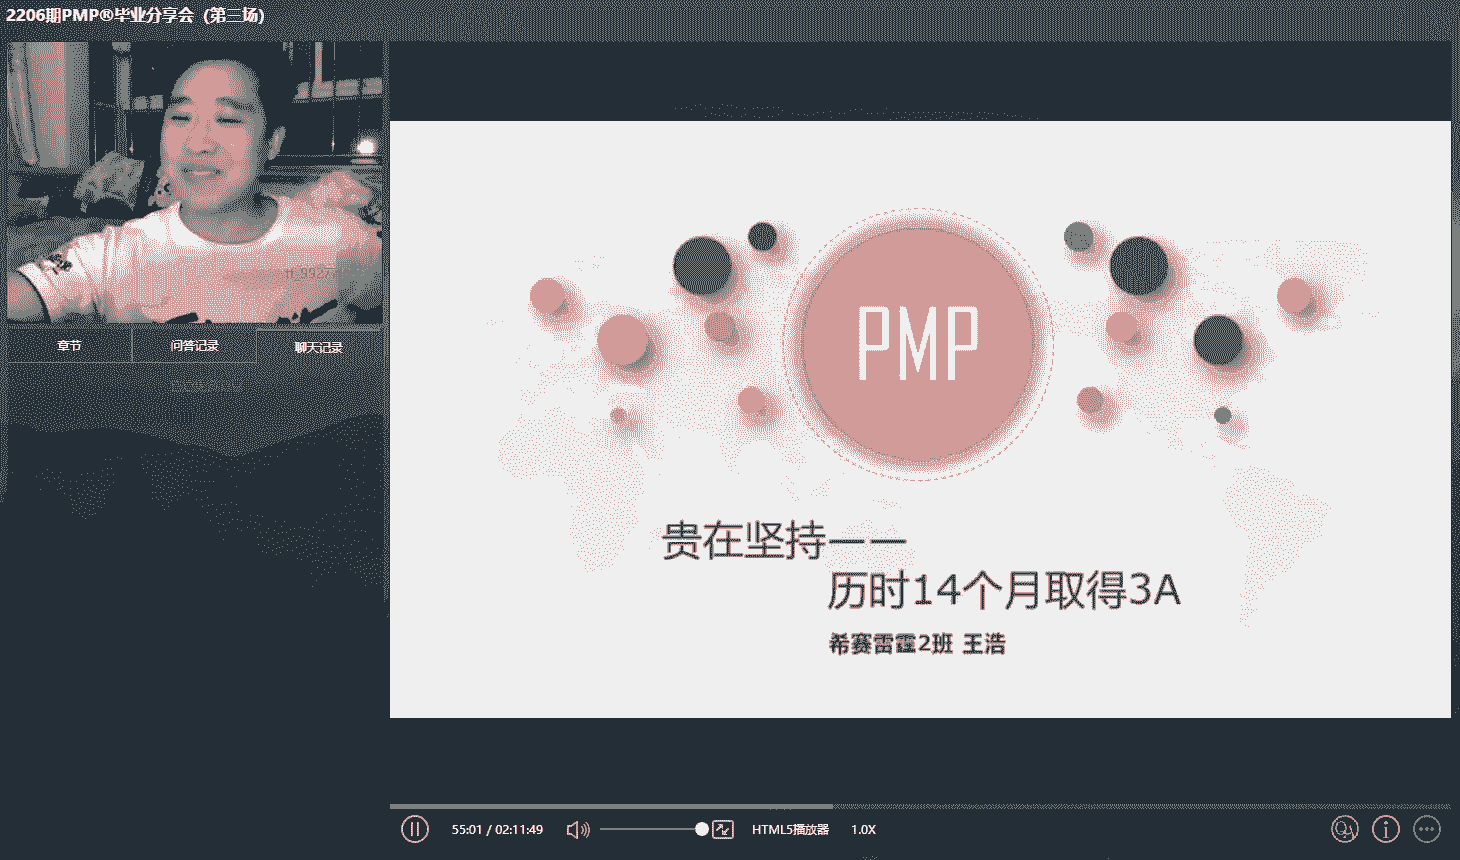 2206期PMP®毕业分享会（第三场）
章节
问答记录
聊天记录
PMP
贵在坚持——
历时14个月取得3A
希赛雷霆2班 王浩
55:01 / 02:11:49
HTML5播放器
1.0X